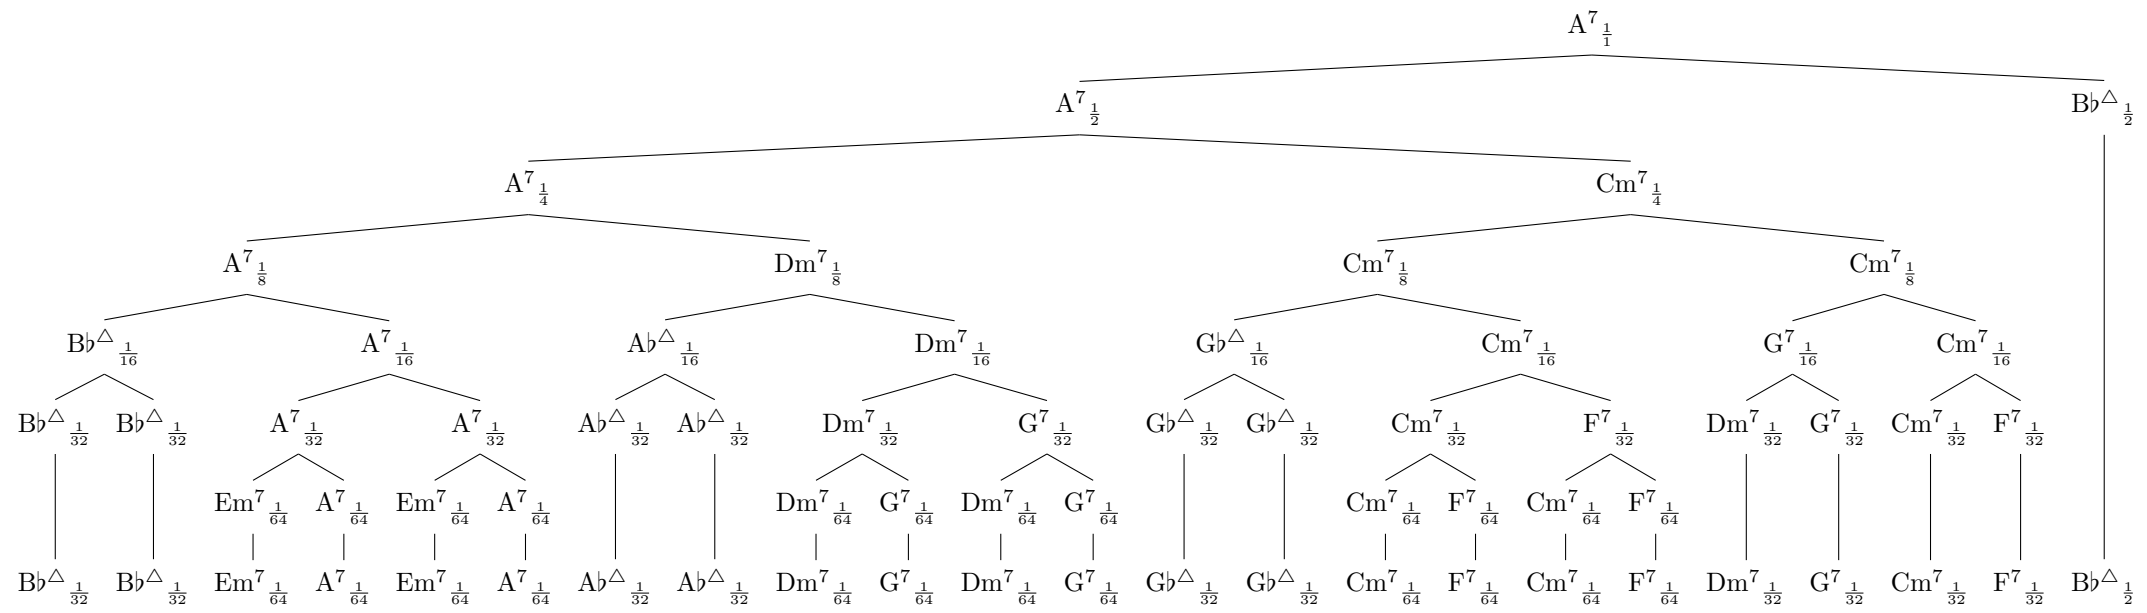 A⁷ 1/1
A⁷ 1/2 B♭△ 1/2
A⁷ 1/4 Cm⁷ 1/4
A⁷ 1/8 Dm⁷ 1/8 Cm⁷ 1/8 Cm⁷ 1/8
B♭△ 1/16 A⁷ 1/16 A♭△ 1/16 Dm⁷ 1/16 G♭△ 1/16 Cm⁷ 1/16 G⁷ 1/16 Cm⁷ 1/16
B♭△ 1/32 B♭△ 1/32 A⁷ 1/32 A⁷ 1/32 A♭△ 1/32 A♭△ 1/32 Dm⁷ 1/32 G⁷ 1/32 G♭△ 1/32 G♭△ 1/32 Cm⁷ 1/32 F⁷ 1/32 Dm⁷ 1/32 G⁷ 1/32 Cm⁷ 1/32 F⁷ 1/32
Em⁷ 1/64 A⁷ 1/64 Em⁷ 1/64 A⁷ 1/64 Dm⁷ 1/64 G⁷ 1/64 Dm⁷ 1/64 G⁷ 1/64 Cm⁷ 1/64 F⁷ 1/64 Cm⁷ 1/64 F⁷ 1/64
B♭△ 1/32 B♭△ 1/32 Em⁷ 1/64 A⁷ 1/64 Em⁷ 1/64 A⁷ 1/64 A♭△ 1/32 A♭△ 1/32 Dm⁷ 1/64 G⁷ 1/64 Dm⁷ 1/64 G⁷ 1/64 G♭△ 1/32 G♭△ 1/32 Cm⁷ 1/64 F⁷ 1/64 Cm⁷ 1/64 F⁷ 1/64 Dm⁷ 1/32 G⁷ 1/32 Cm⁷ 1/32 F⁷ 1/32 B♭△ 1/2